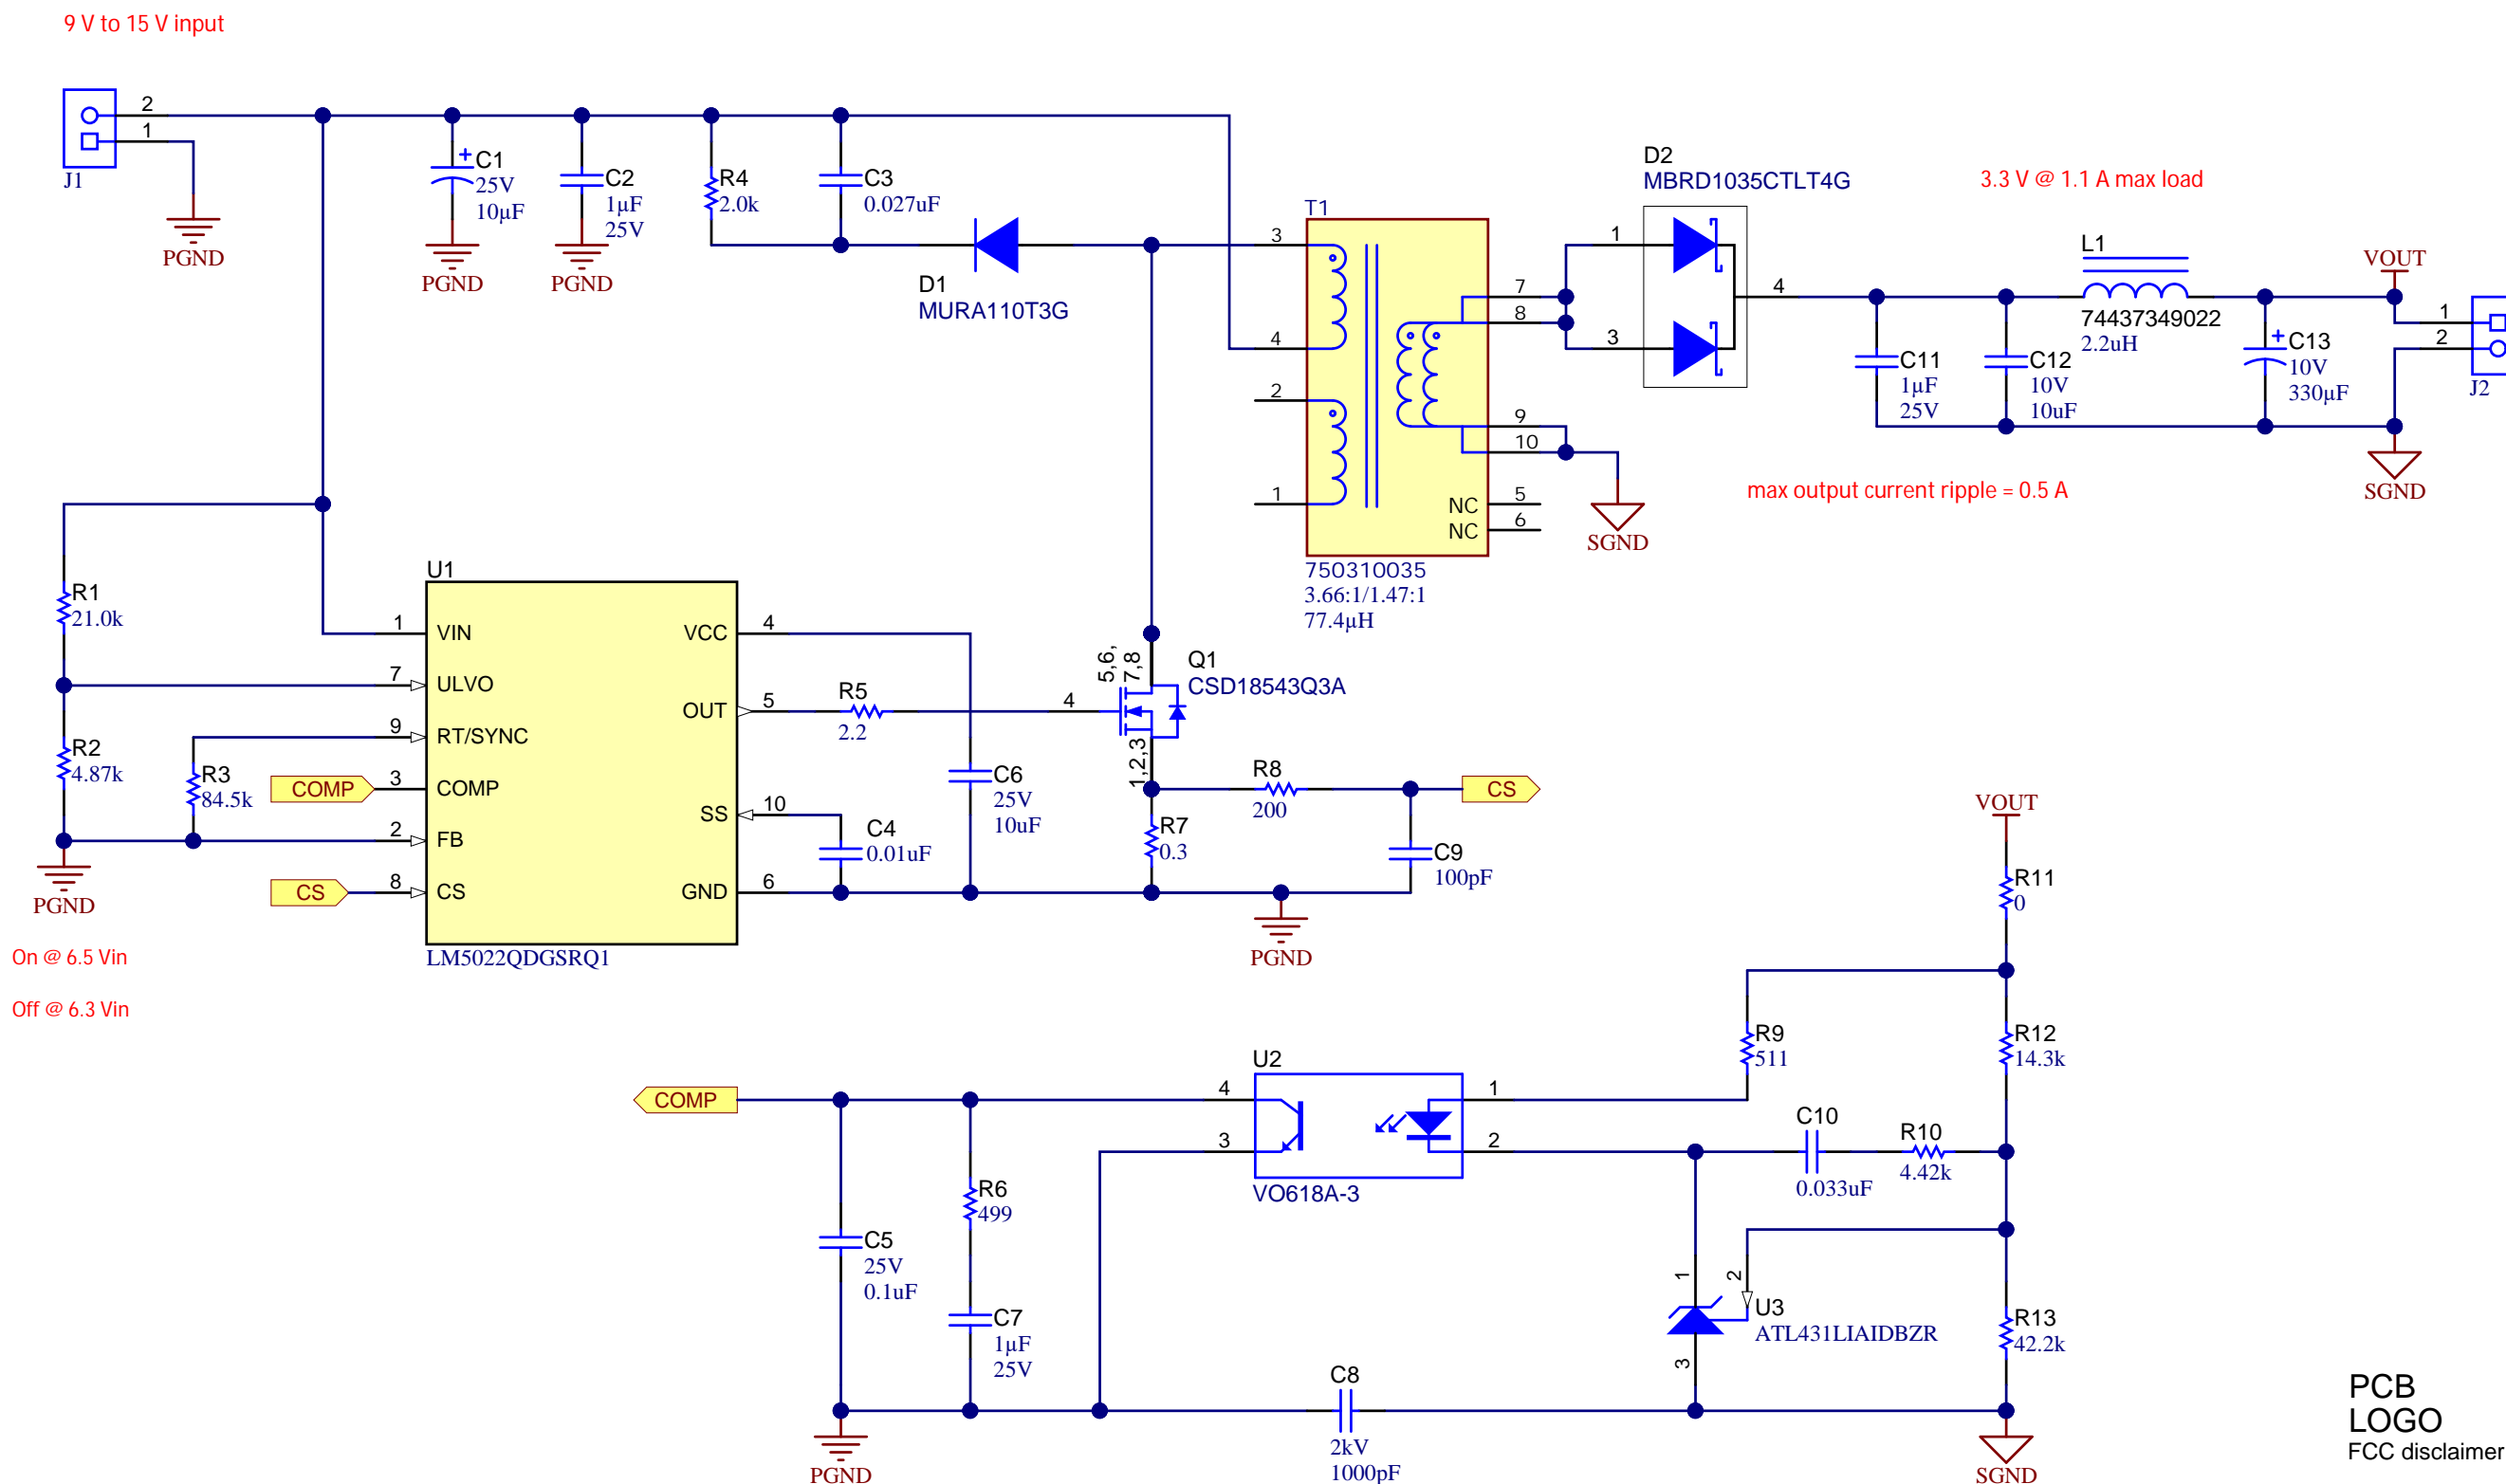 9 V to 15 V input
2
1
J1
PGND
C1
25V
10µF
PGND
C2
1µF
25V
PGND
R4
2.0k
C3
0.027uF
D1
MURA110T3G
T1
3
4
2
1
7
8
9
10
NC 5
NC 6
750310035
3.66:1/1.47:1
77.4µH
SGND
D2
MBRD1035CTLT4G
1
3
4
3.3 V @ 1.1 A max load
max output current ripple = 0.5 A
C11
1µF
25V
C12
10V
10uF
L1
74437349022
2.2uH
C13
10V
330µF
VOUT
1
2
J2
SGND
R1
21.0k
R2
4.87k
R3
84.5k
PGND
On @ 6.5 Vin
Off @ 6.3 Vin
COMP
CS
U1
1 VIN
7 ULVO
9 RT/SYNC
3 COMP
2 FB
8 CS
VCC 4
OUT 5
SS 10
GND 6
LM5022QDGSRQ1
R5
2.2
C4
0.01uF
C6
25V
10uF
4
5,6,
7,8
1,2,3
Q1
CSD18543Q3A
R7
0.3
R8
200
CS
C9
100pF
PGND
VOUT
R11
0
R9
511
R12
14.3k
C10
0.033uF
R10
4.42k
U2
4
3
1
2
VO618A-3
COMP
C5
25V
0.1uF
R6
499
C7
1µF
25V
PGND
C8
2kV
1000pF
1
2
3
U3
ATL431LIAIDBZR
R13
42.2k
SGND
PCB
LOGO
FCC disclaimer